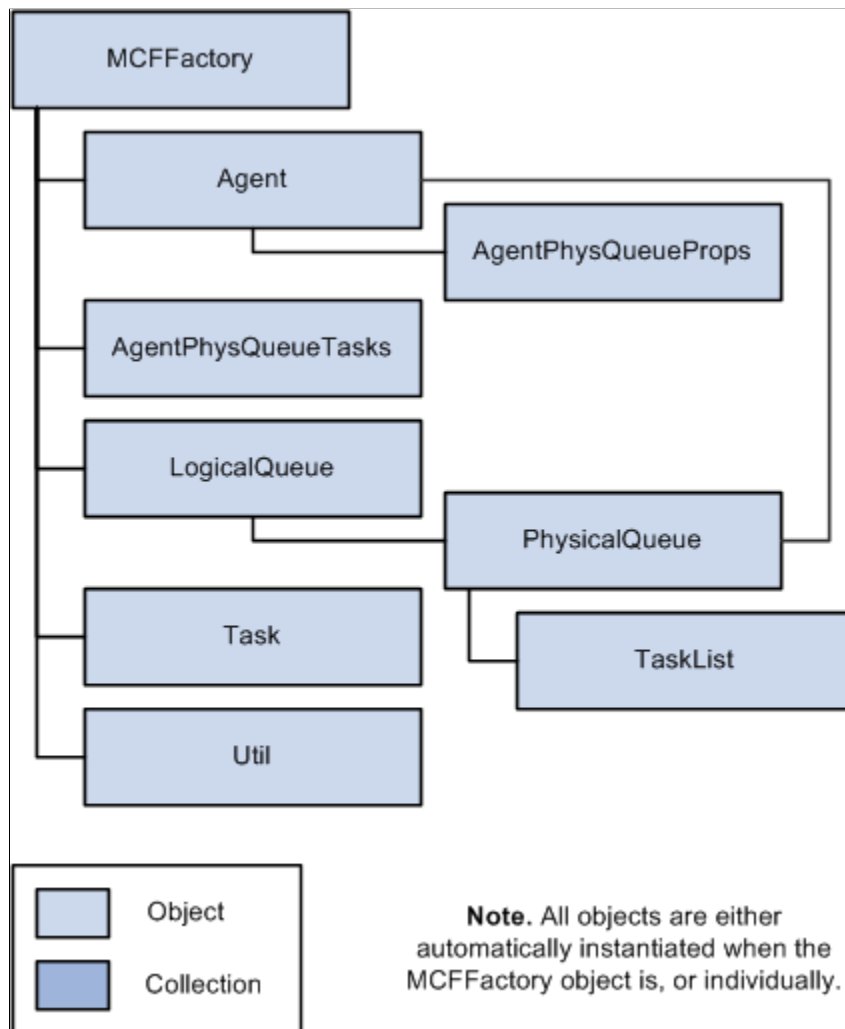 MCFFactory
Agent
AgentPhysQueueProps
AgentPhysQueueTasks
LogicalQueue
PhysicalQueue
Task
TaskList
Util
Object
Collection
Note. All objects are either
automatically instantiated when the
MCFFactory object is, or individually.